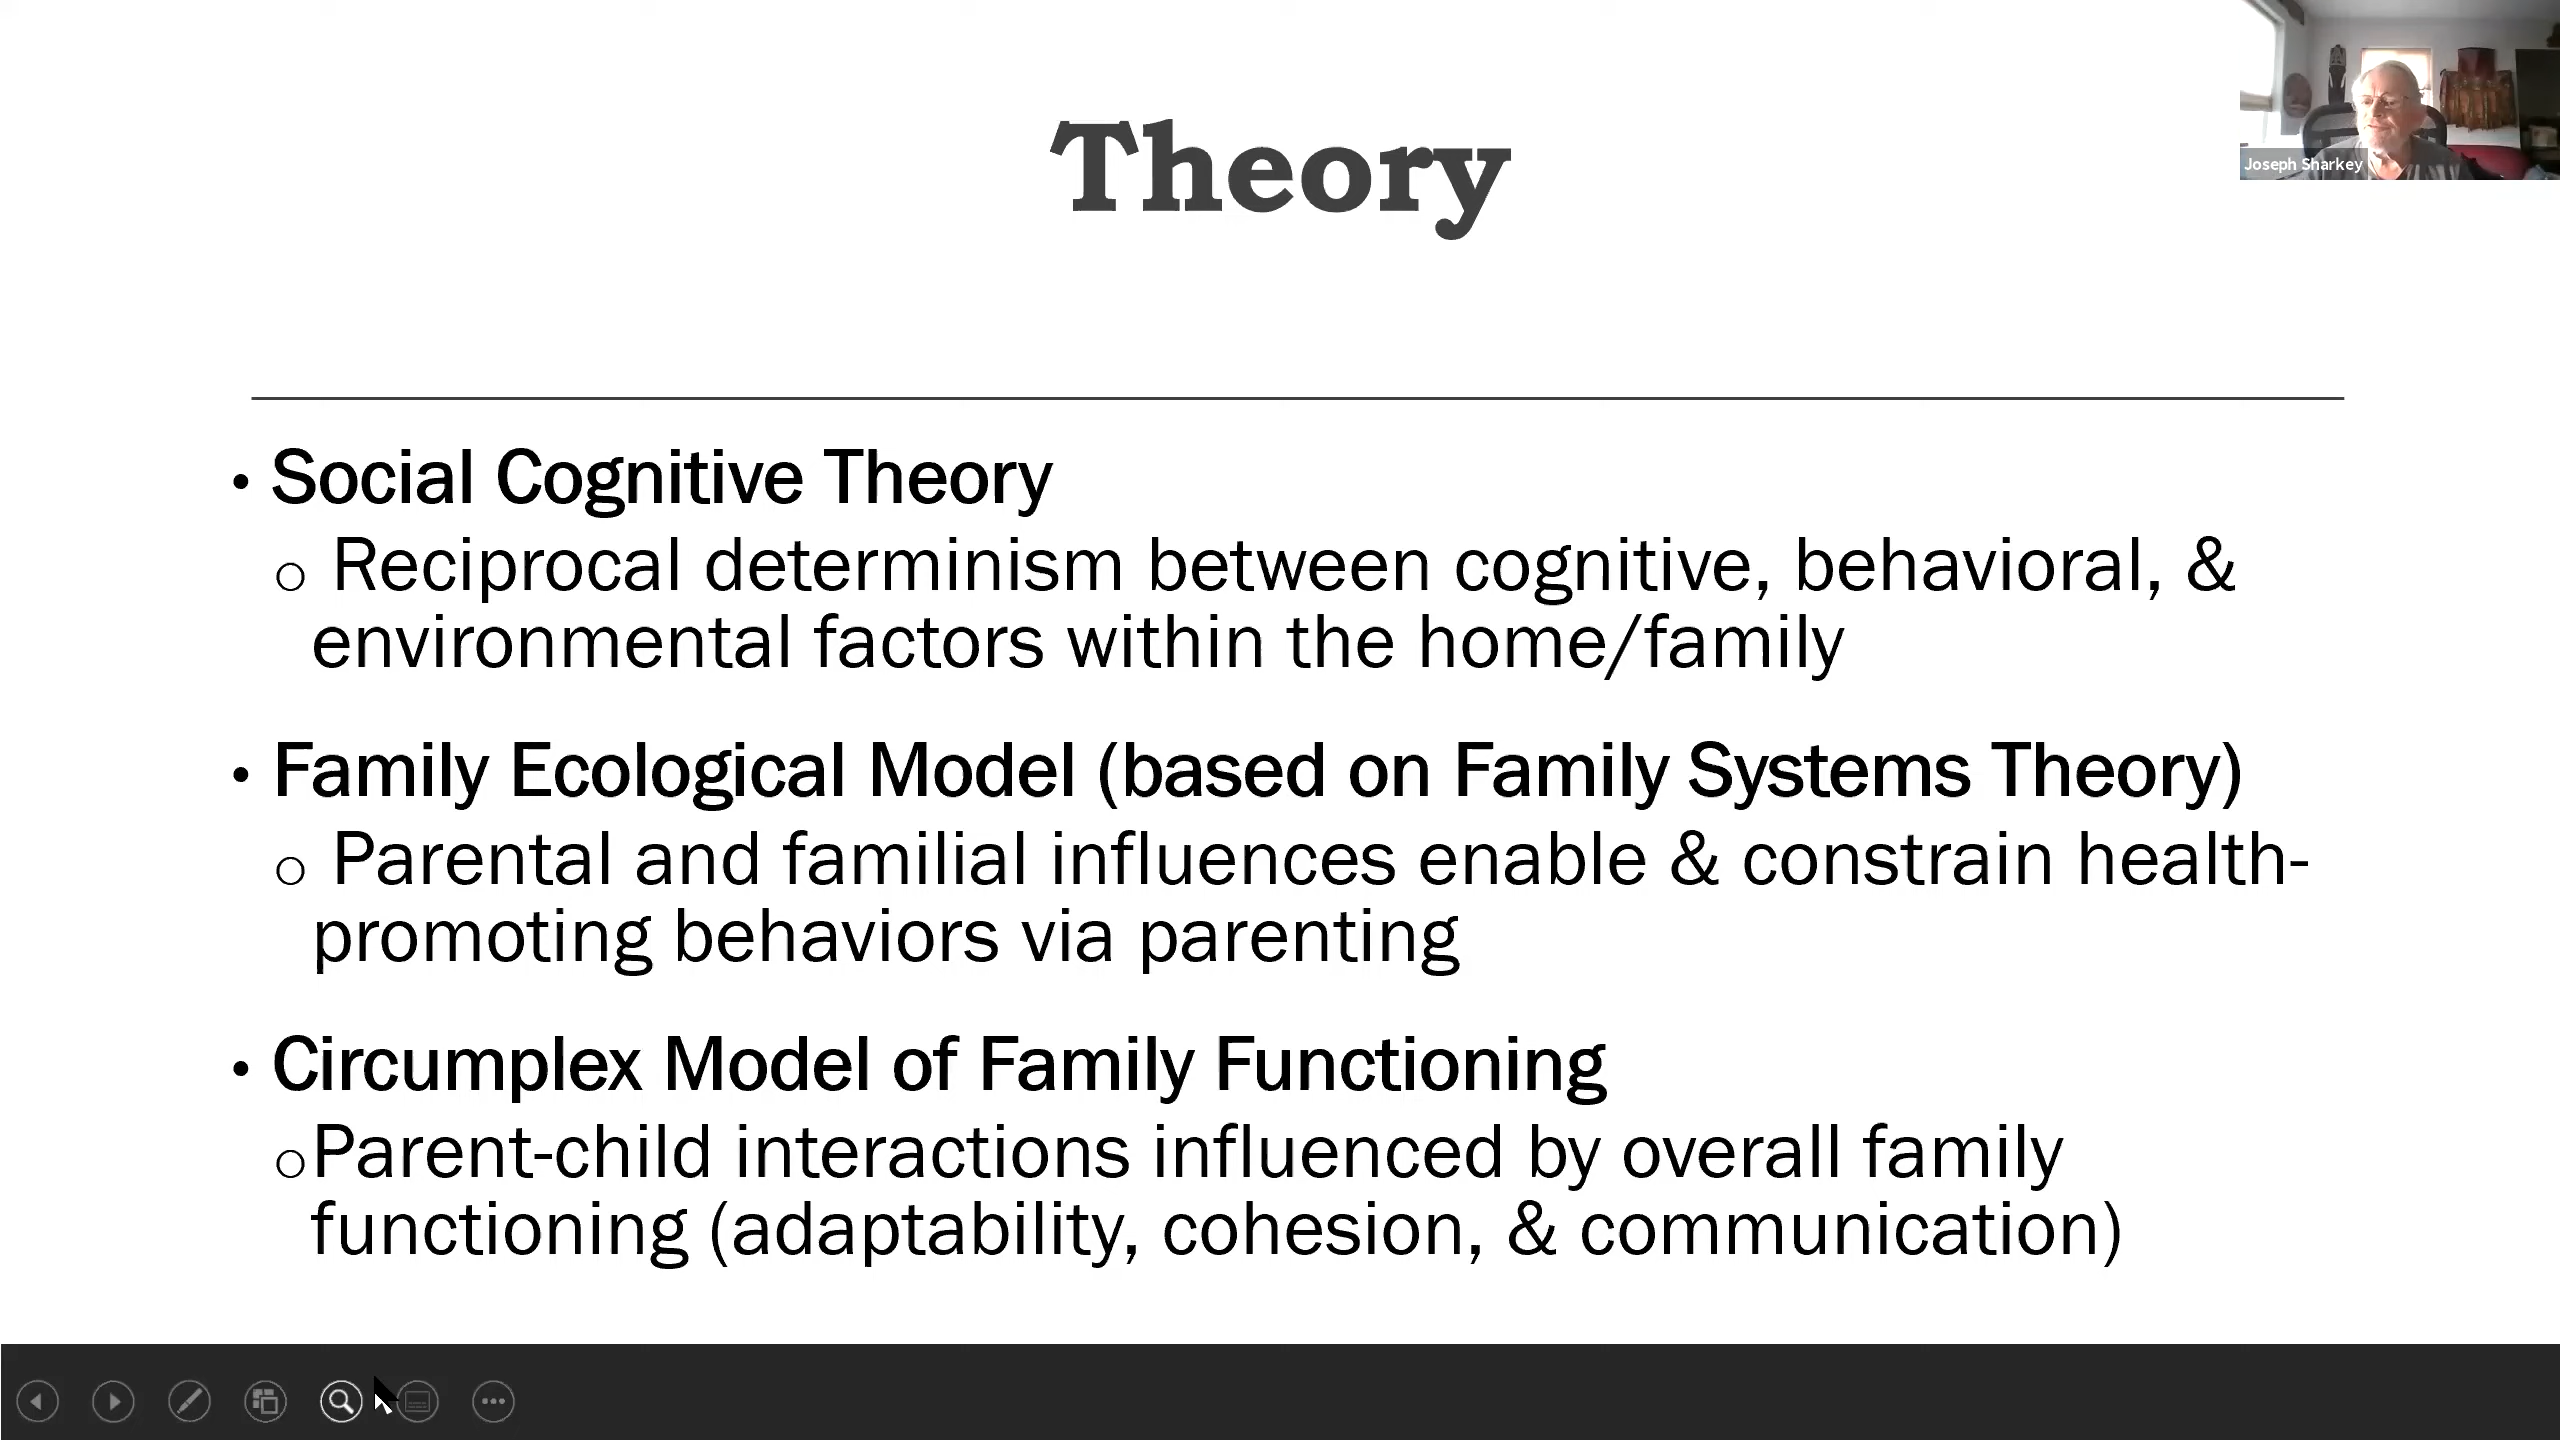 Theory
Joseph Sharkey
• Social Cognitive Theory
o Reciprocal determinism between cognitive, behavioral, &
environmental factors within the home/family
• Family Ecological Model (based on Family Systems Theory)
o Parental and familial influences enable & constrain health-
promoting behaviors via parenting
• Circumplex Model of Family Functioning
oParent-child interactions influenced by overall family
functioning (adaptability, cohesion, & communication)